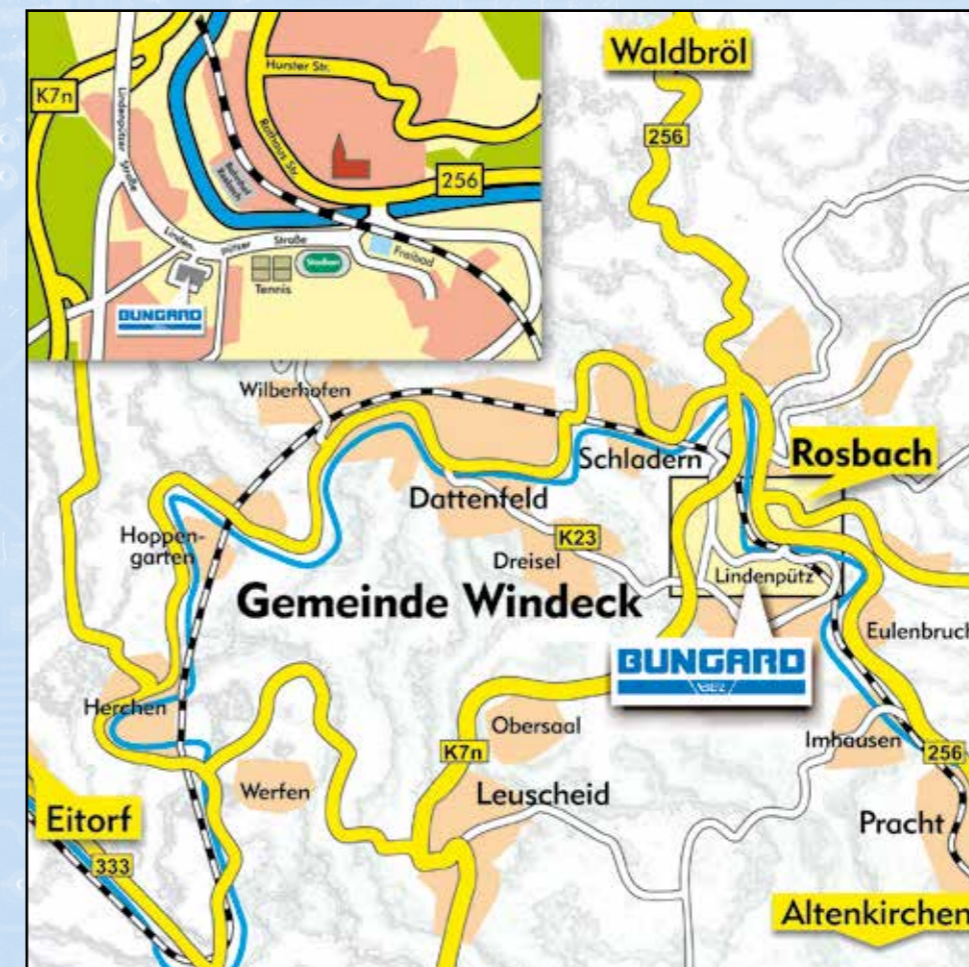 K7n
Lindenpützer Straße
Hurster Str.
Rathaus Str.
Bahnhof
Rosbach
256
Linden-
pützer Straße
Stadion
Freibad
Tennis
BUNGARD
Waldbröl
256
Wilberhofen
Schladern
Rosbach
Dattenfeld
Hoppen-
garten
K23
Dreisel
Lindenpütz
Gemeinde Windeck
Eulenbruch
BUNGARD
BEZ
Herchen
Obersaal
K7n
Imhausen
256
Werfen
Leuscheid
Eitorf
Pracht
333
Altenkirchen